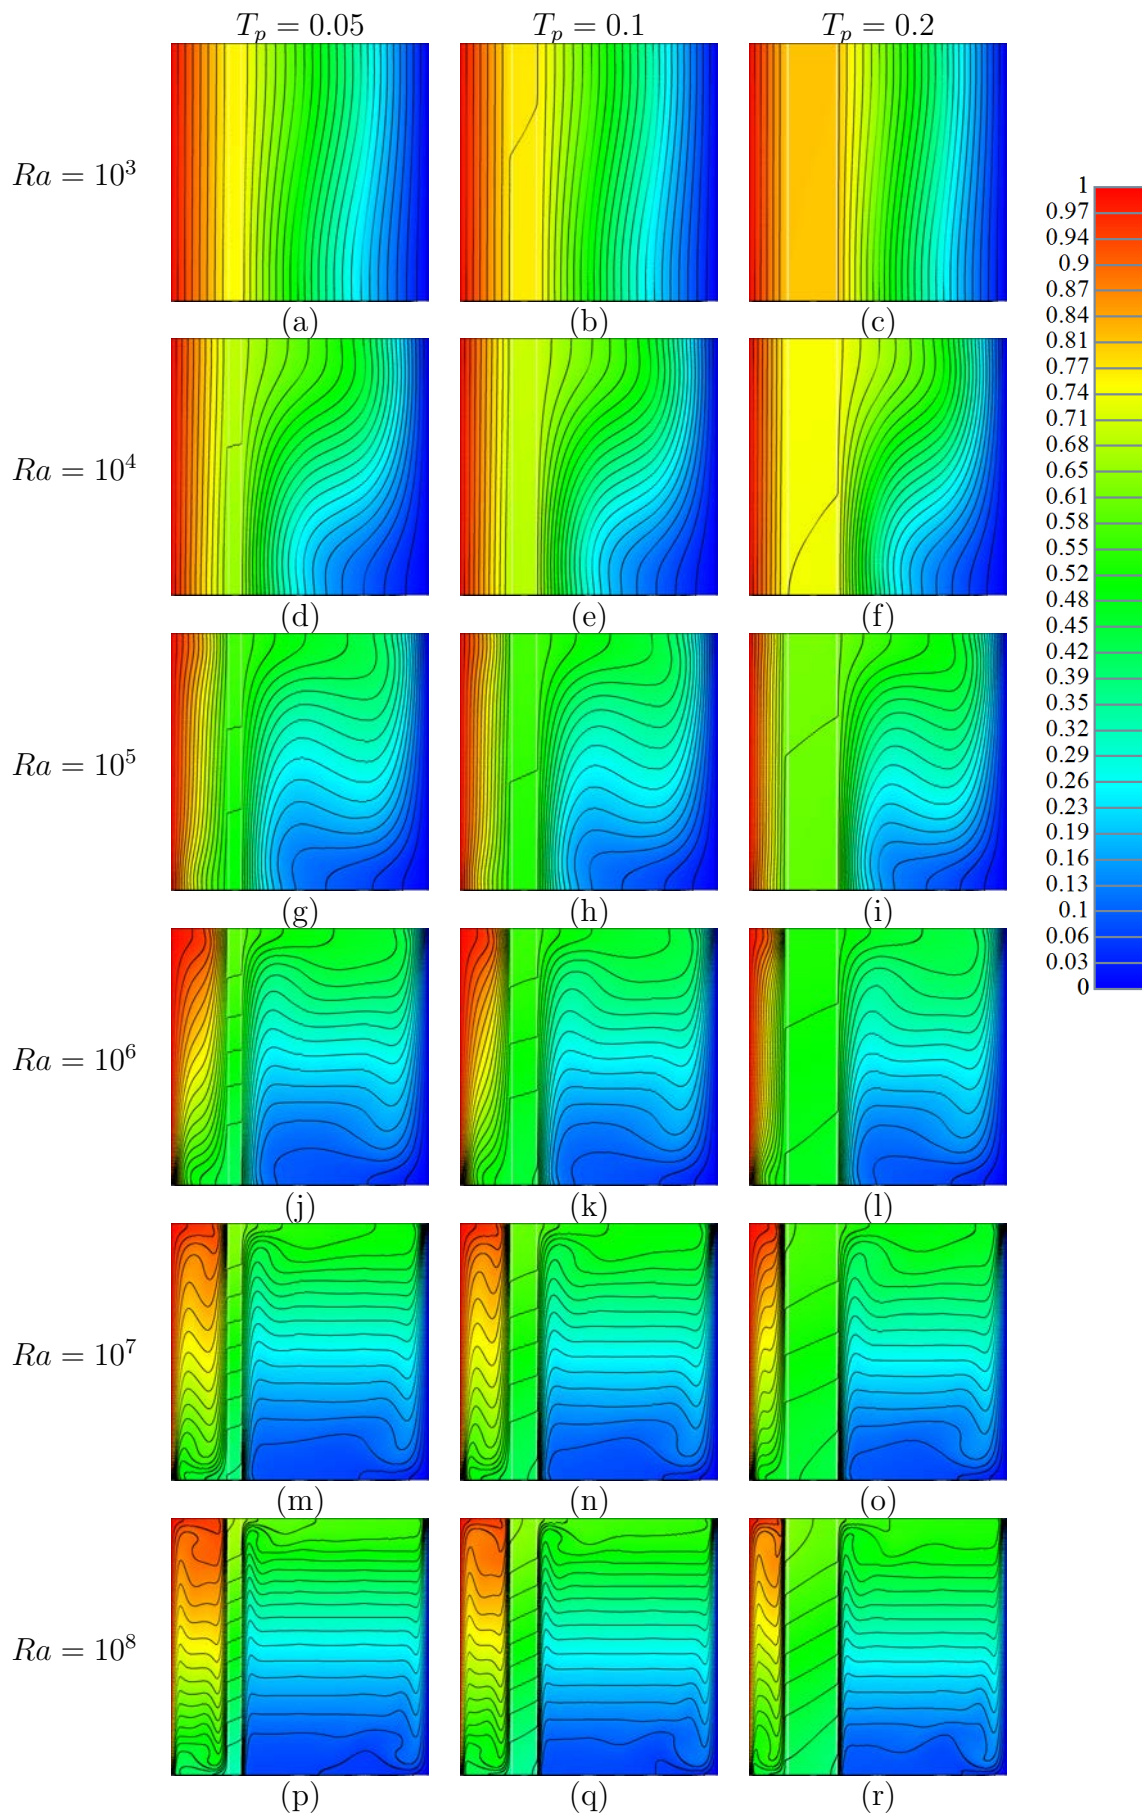 T_p = 0.05 T_p = 0.1 T_p = 0.2
Ra = 10^3
(a) (b) (c)
Ra = 10^4
(d) (e) (f)
Ra = 10^5
(g) (h) (i)
Ra = 10^6
(j) (k) (l)
Ra = 10^7
(m) (n) (o)
Ra = 10^8
(p) (q) (r)
1
0.97
0.94
0.9
0.87
0.84
0.81
0.77
0.74
0.71
0.68
0.65
0.61
0.58
0.55
0.52
0.48
0.45
0.42
0.39
0.35
0.32
0.29
0.26
0.23
0.19
0.16
0.13
0.1
0.06
0.03
0